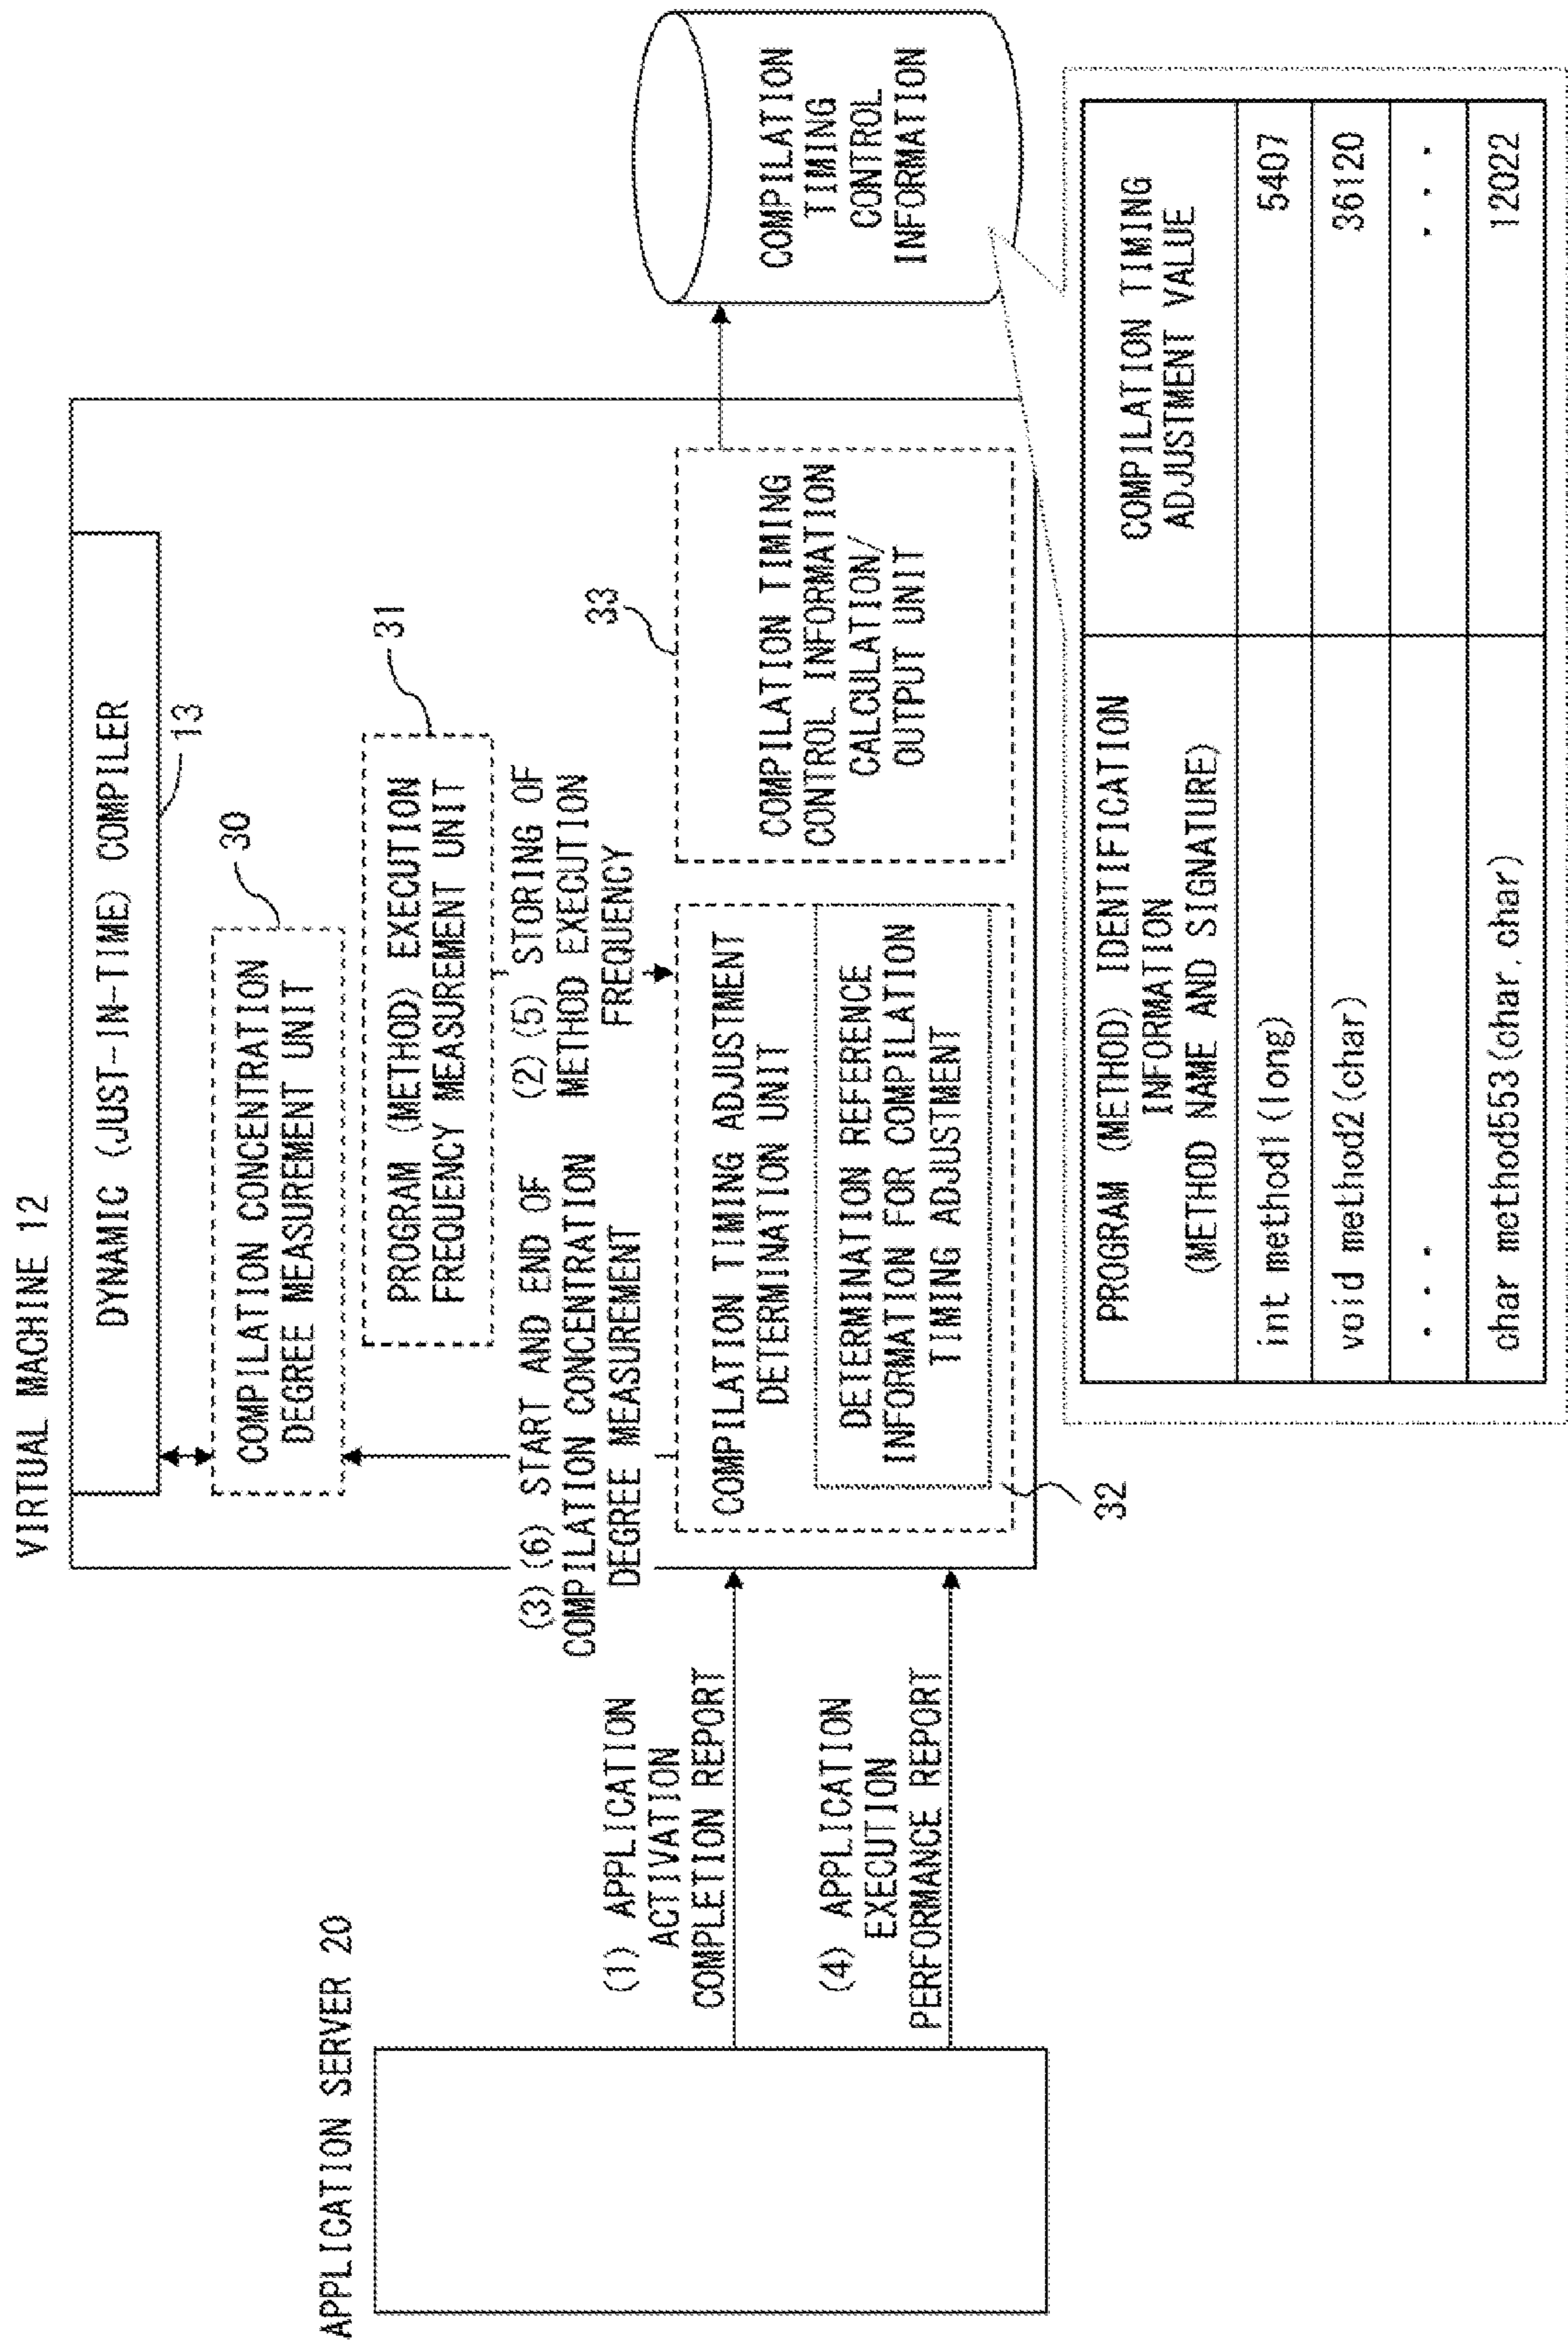 VIRTUAL MACHINE 12
DYNAMIC (JUST-IN-TIME) COMPILER
13
COMPILATION CONCENTRATION
DEGREE MEASUREMENT UNIT
30
PROGRAM (METHOD) EXECUTION
FREQUENCY MEASUREMENT UNIT
31
(3)(6) START AND END OF
COMPILATION CONCENTRATION
DEGREE MEASUREMENT
(2)(5) STORING OF
METHOD EXECUTION
FREQUENCY
COMPILATION TIMING ADJUSTMENT
DETERMINATION UNIT
DETERMINATION REFERENCE
INFORMATION FOR COMPILATION
TIMING ADJUSTMENT
32
33
COMPILATION TIMING
CONTROL INFORMATION
CALCULATION/
OUTPUT UNIT
COMPILATION
TIMING
CONTROL
INFORMATION
APPLICATION SERVER 20
(1) APPLICATION
ACTIVATION
COMPLETION REPORT
(4) APPLICATION
EXECUTION
PERFORMANCE REPORT
PROGRAM (METHOD) IDENTIFICATION
INFORMATION
(METHOD NAME AND SIGNATURE)
COMPILATION TIMING
ADJUSTMENT VALUE
int method1(long) 5407
void method2(char) 36120
... ...
char method553(char,char) 12022